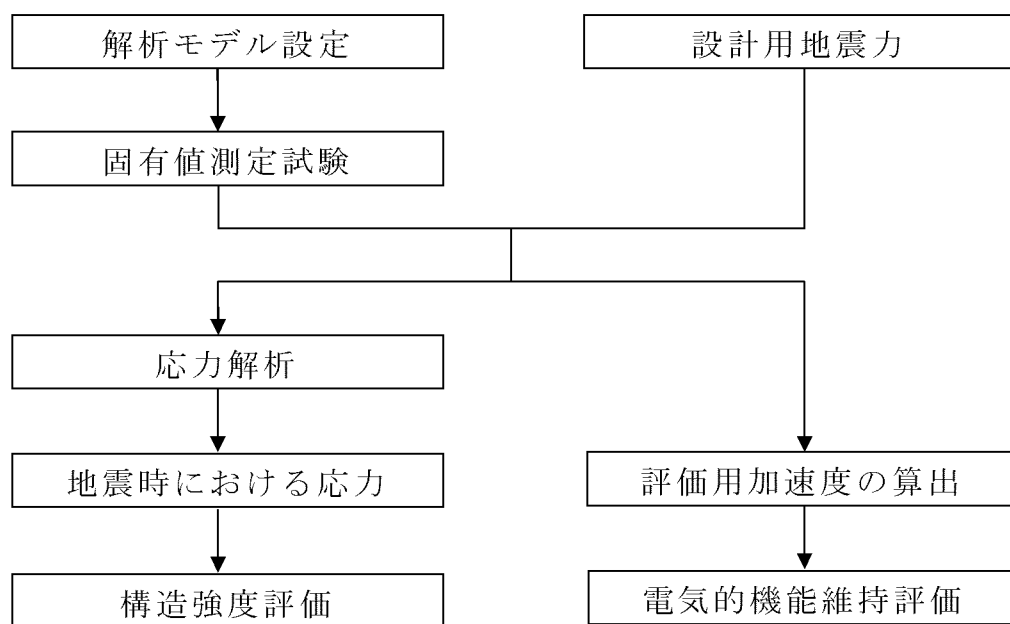 解析モデル設定
設計用地震力
固有値測定試験
応力解析
地震時における応力
評価用加速度の算出
構造強度評価
電気的機能維持評価